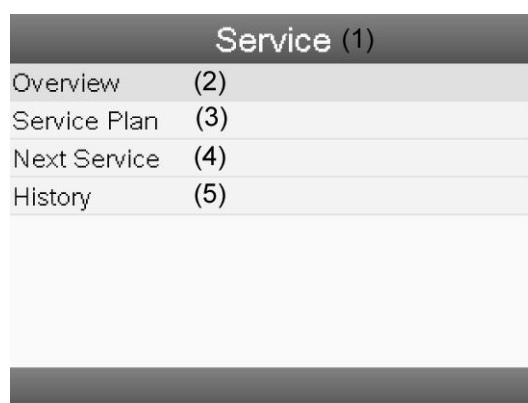 Service (1)
Overview (2)
Service Plan (3)
Next Service (4)
History (5)